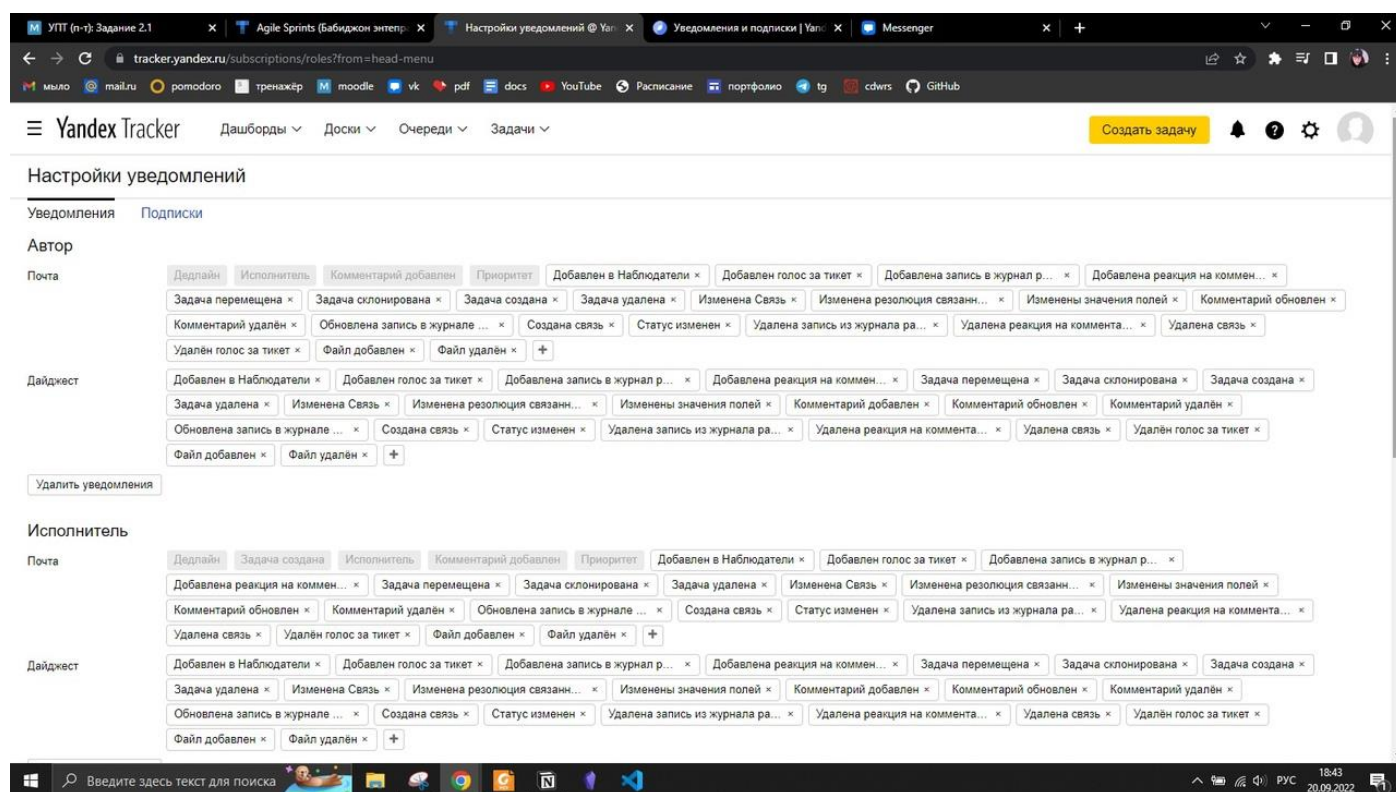 УПТ (п-т): Задание 2.1 × Agile Sprints (Бабиджон энтепр × Настройки уведомлений @ Yan × Уведомления и подписки | Yand × Messenger × +
tracker.yandex.ru/subscriptions/roles?from=head-menu
мыло mail.ru pomodoro тренажёр moodle vk pdf docs YouTube Расписание портфолио tg cdwrs GitHub
Yandex Tracker Дашборды Доски Очереди Задачи Создать задачу
Настройки уведомлений
Уведомления Подписки
Автор
Почта Дедлайн Исполнитель Комментарий добавлен Приоритет Добавлен в Наблюдатели × Добавлен голос за тикет × Добавлена запись в журнал р... × Добавлена реакция на коммен... ×
Задача перемещена × Задача склонирована × Задача создана × Задача удалена × Изменена Связь × Изменена резолюция связанн... × Изменены значения полей × Комментарий обновлен ×
Комментарий удалён × Обновлена запись в журнале ... × Создана связь × Статус изменен × Удалена запись из журнала ра... × Удалена реакция на коммента... × Удалена связь ×
Удалён голос за тикет × Файл добавлен × Файл удалён × +
Дайджест Добавлен в Наблюдатели × Добавлен голос за тикет × Добавлена запись в журнал р... × Добавлена реакция на коммен... × Задача перемещена × Задача склонирована × Задача создана ×
Задача удалена × Изменена Связь × Изменена резолюция связанн... × Изменены значения полей × Комментарий добавлен × Комментарий обновлен × Комментарий удалён ×
Обновлена запись в журнале ... × Создана связь × Статус изменен × Удалена запись из журнала ра... × Удалена реакция на коммента... × Удалена связь × Удалён голос за тикет ×
Файл добавлен × Файл удалён × +
Удалить уведомления
Исполнитель
Почта Дедлайн Задача создана Исполнитель Комментарий добавлен Приоритет Добавлен в Наблюдатели × Добавлен голос за тикет × Добавлена запись в журнал р... ×
Добавлена реакция на коммен... × Задача перемещена × Задача склонирована × Задача удалена × Изменена Связь × Изменена резолюция связанн... × Изменены значения полей ×
Комментарий обновлен × Комментарий удалён × Обновлена запись в журнале ... × Создана связь × Статус изменен × Удалена запись из журнала ра... × Удалена реакция на коммента... ×
Удалена связь × Удалён голос за тикет × Файл добавлен × Файл удалён × +
Дайджест Добавлен в Наблюдатели × Добавлен голос за тикет × Добавлена запись в журнал р... × Добавлена реакция на коммен... × Задача перемещена × Задача склонирована × Задача создана ×
Задача удалена × Изменена Связь × Изменена резолюция связанн... × Изменены значения полей × Комментарий добавлен × Комментарий обновлен × Комментарий удалён ×
Обновлена запись в журнале ... × Создана связь × Статус изменен × Удалена запись из журнала ра... × Удалена реакция на коммента... × Удалена связь × Удалён голос за тикет ×
Файл добавлен × Файл удалён × +
Введите здесь текст для поиска РУС 18:43
20.09.2022